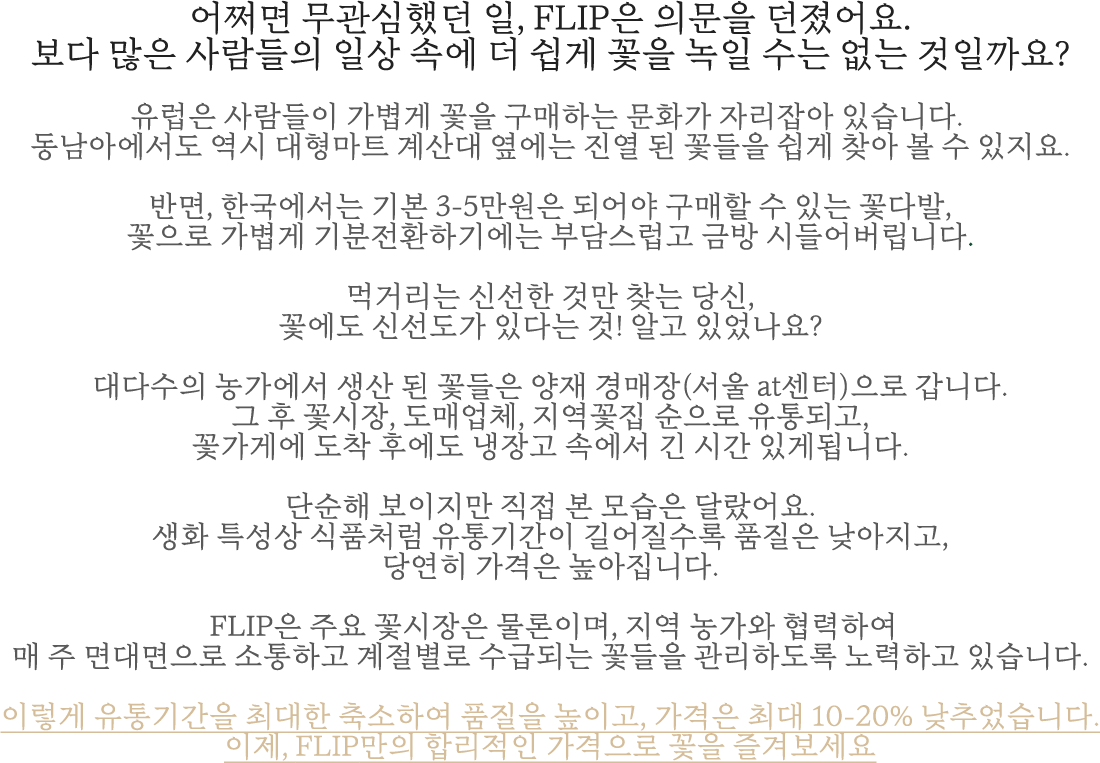 어쩌면 무관심했던 일, FLIP은 의문을 던졌어요.
보다 많은 사람들의 일상 속에 더 쉽게 꽃을 녹일 수는 없는 것일까요?
유럽은 사람들이 가볍게 꽃을 구매하는 문화가 자리잡아 있습니다.
동남아에서도 역시 대형마트 계산대 옆에는 진열 된 꽃들을 쉽게 찾아 볼 수 있지요.
반면, 한국에서는 기본 3-5만원은 되어야 구매할 수 있는 꽃다발,
꽃으로 가볍게 기분전환하기에는 부담스럽고 금방 시들어버립니다.
먹거리는 신선한 것만 찾는 당신,
꽃에도 신선도가 있다는 것! 알고 있었나요?
대다수의 농가에서 생산 된 꽃들은 양재 경매장(서울 at센터)으로 갑니다.
그 후 꽃시장, 도매업체, 지역꽃집 순으로 유통되고,
꽃가게에 도착 후에도 냉장고 속에서 긴 시간 있게됩니다.
단순해 보이지만 직접 본 모습은 달랐어요.
생화 특성상 식품처럼 유통기간이 길어질수록 품질은 낮아지고,
당연히 가격은 높아집니다.
FLIP은 주요 꽃시장은 물론이며, 지역 농가와 협력하여
매 주 면대면으로 소통하고 계절별로 수급되는 꽃들을 관리하도록 노력하고 있습니다.
이렇게 유통기간을 최대한 축소하여 품질을 높이고, 가격은 최대 10-20% 낮추었습니다.
이제, FLIP만의 합리적인 가격으로 꽃을 즐겨보세요